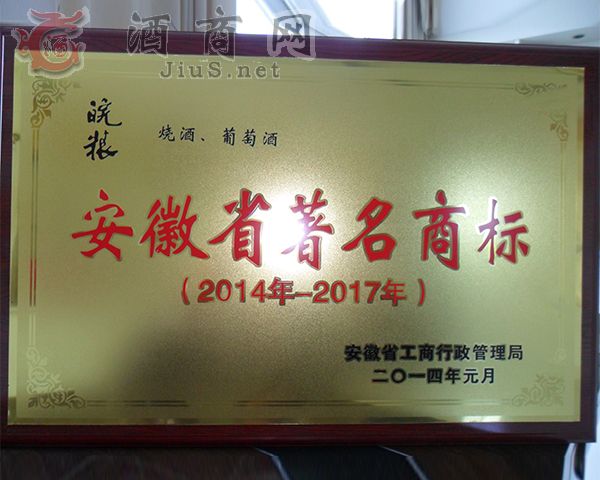 酒商网
JiuS.net
皖粮
烧酒、葡萄酒
安徽省著名商标
(2014年-2017年)
安徽省工商行政管理局
二〇一四年元月